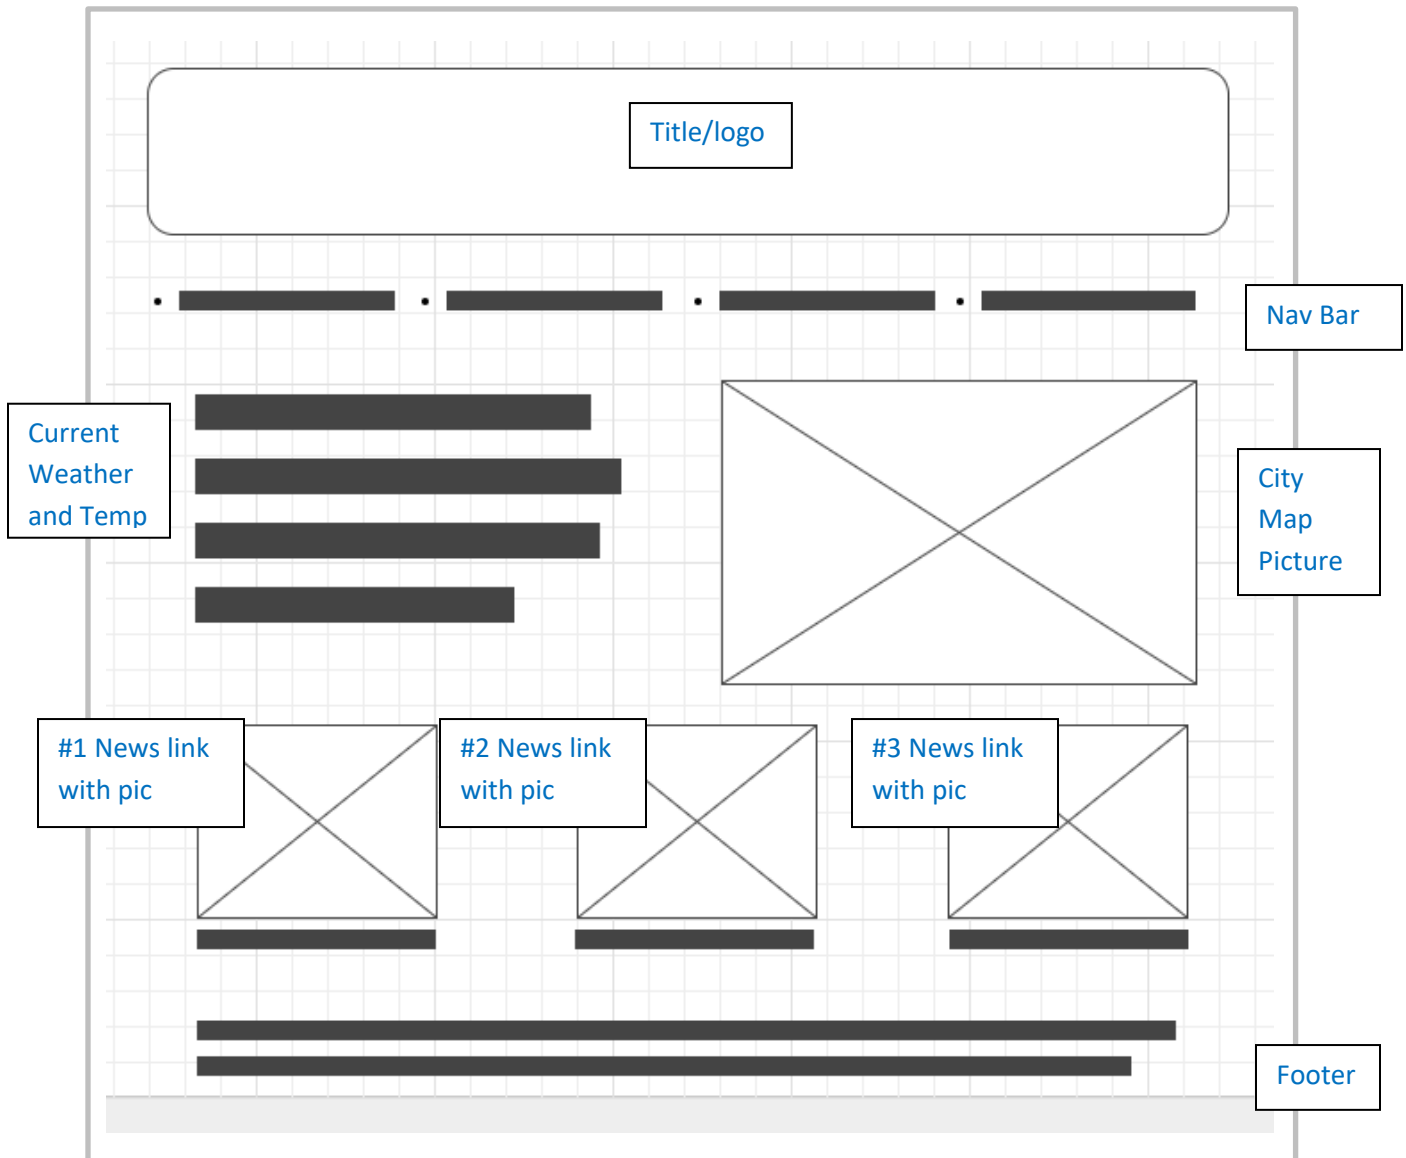 Title/logo
Nav Bar
Current
Weather
and Temp
City
Map
Picture
#1 News link
with pic
#2 News link
with pic
#3 News link
with pic
Footer